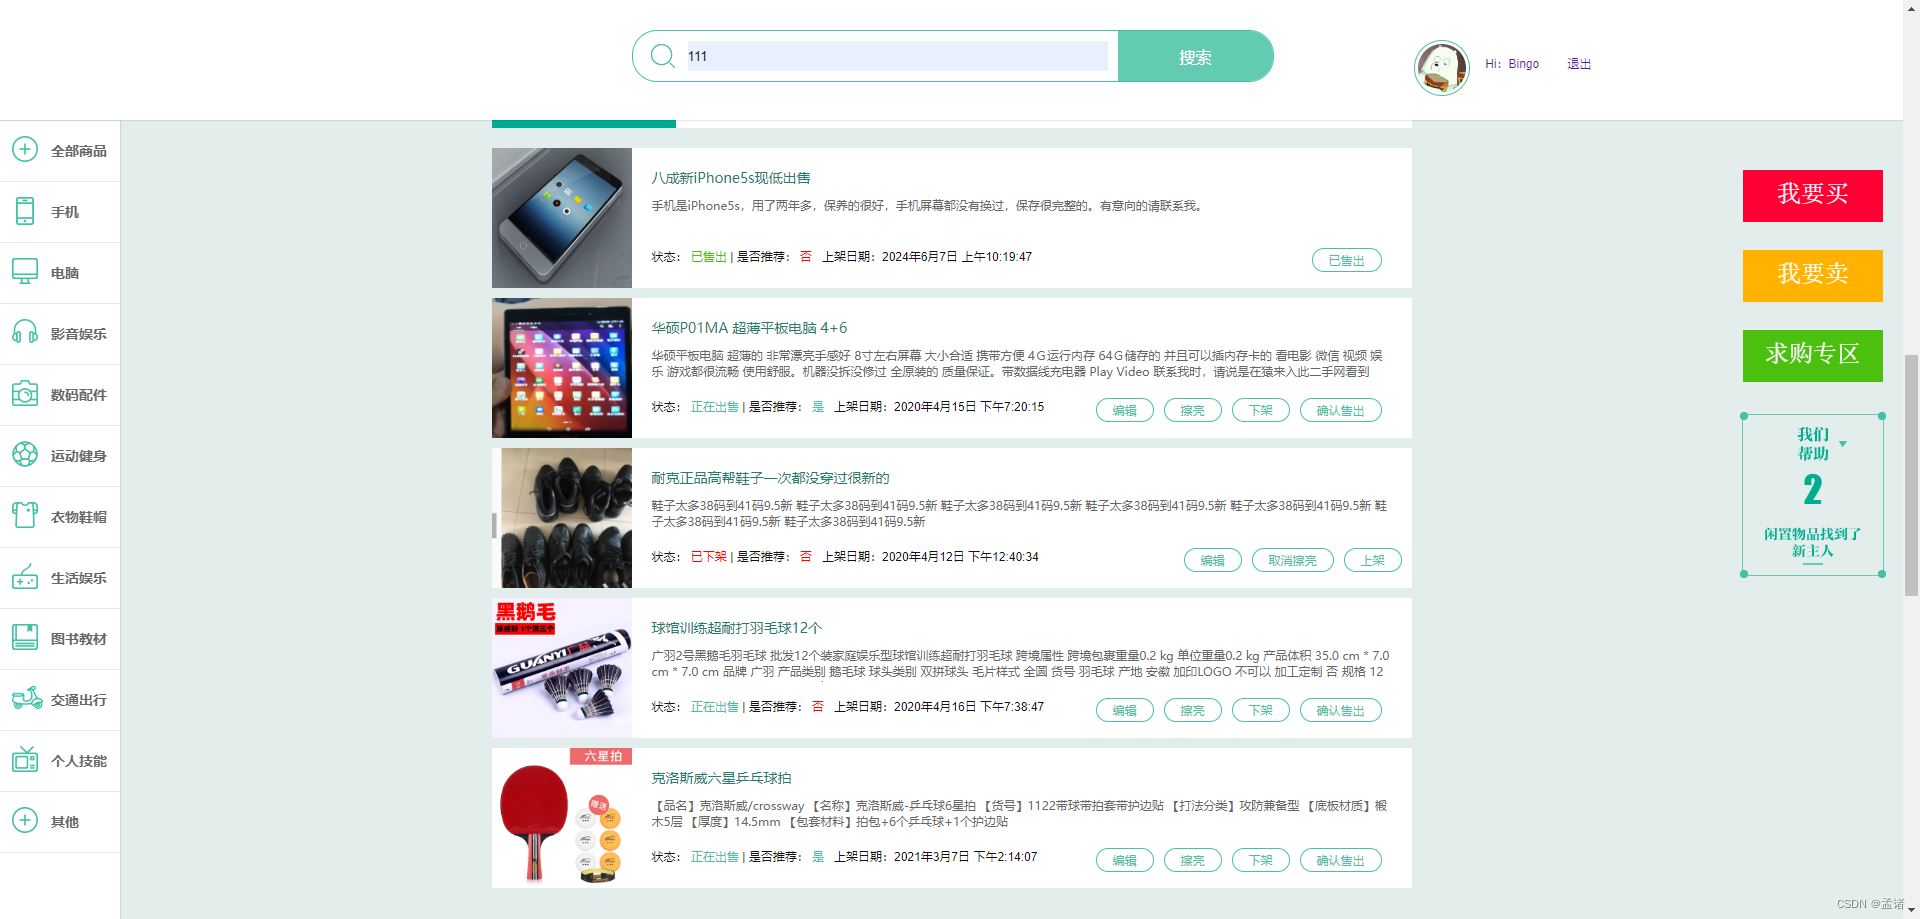 111
搜索
Hi：Bingo
退出
全部商品
手机
电脑
影音娱乐
数码配件
运动健身
衣物鞋帽
生活娱乐
图书教材
交通出行
个人技能
其他
八成新iPhone5s现低出售
手机是iPhone5s，用了两年多，保养的很好，手机屏幕都没有换过，保存很完整的。有意向的请联系我。
状态： 已售出 | 是否推荐： 否 上架日期：2024年6月7日 上午10:19:47
已售出
华硕P01MA 超薄平板电脑 4+6
华硕平板电脑 超薄的 非常漂亮手感好 8寸左右屏幕 大小合适 携带方便 4G运行内存 64G储存的 并且可以插内存卡的 看电影 微信 视频 娱
乐 游戏都很流畅 使用舒服。机器没拆没修过 全原装的 质量保证。带数据线充电器 Play Video 联系我时，请说是在猿来入此二手网看到
状态： 正在出售 | 是否推荐： 是 上架日期：2020年4月15日 下午7:20:15
编辑 擦亮 下架 确认售出
耐克正品高帮鞋子一次都没穿过很新的
鞋子太多38码到41码9.5新 鞋子太多38码到41码9.5新 鞋子太多38码到41码9.5新 鞋子太多38码到41码9.5新 鞋子太多38码到41码9.5新 鞋
子太多38码到41码9.5新 鞋子太多38码到41码9.5新
状态： 已下架 | 是否推荐： 否 上架日期：2020年4月12日 下午12:40:34
编辑 取消擦亮 上架
黑鹅毛
GUANYU
球馆训练超耐打羽毛球12个
广羽2号黑鹅毛羽毛球 批发12个装家庭娱乐型球馆训练超耐打羽毛球 跨境属性 跨境包裹重量0.2 kg 单位重量0.2 kg 产品体积 35.0 cm * 7.0
cm * 7.0 cm 品牌 广羽 产品类别 鹅毛球 球头类别 双拼球头 毛片样式 全圆 货号 羽毛球 产地 安徽 加印LOGO 不可以 加工定制 否 规格 12
状态： 正在出售 | 是否推荐： 否 上架日期：2020年4月16日 下午7:38:47
编辑 擦亮 下架 确认售出
六星拍
赠送
克洛斯威六星乒乓球拍
【品名】克洛斯威/crossway 【名称】克洛斯威-乒乓球6星拍 【货号】1122带球带拍套带护边贴 【打法分类】攻防兼备型 【底板材质】椴
木5层 【厚度】14.5mm 【包套材料】拍包+6个乒乓球+1个护边贴
状态： 正在出售 | 是否推荐： 是 上架日期：2021年3月7日 下午2:14:07
编辑 擦亮 下架 确认售出
我要买
我要卖
求购专区
我们
帮助
2
闲置物品找到了
新主人
CSDN @孟诸